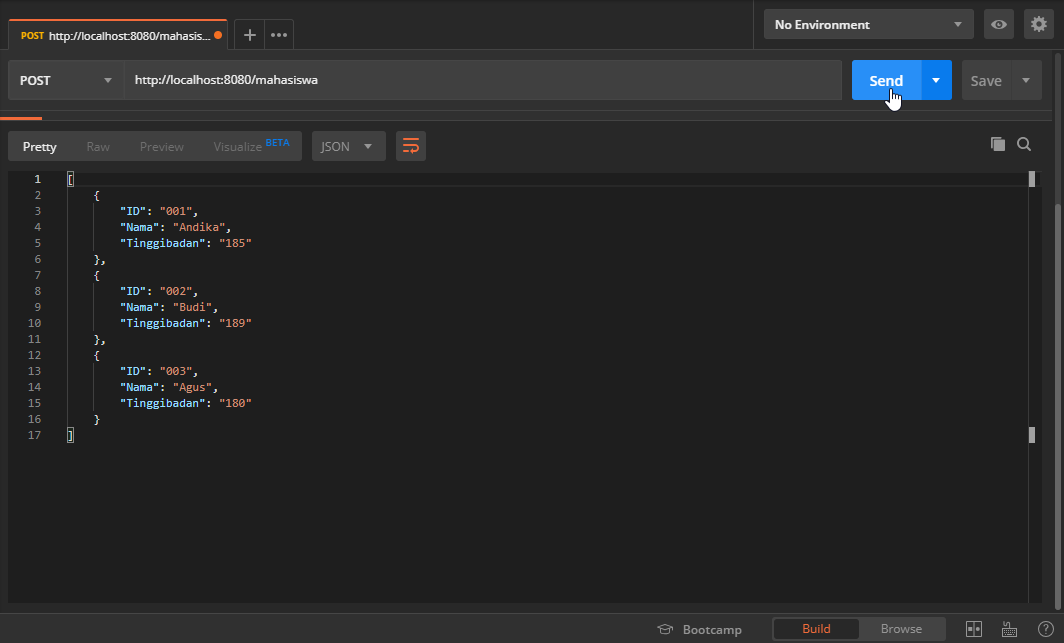 POST http://localhost:8080/mahasis...
No Environment
POST
http://localhost:8080/mahasiswa
Send
Save
Pretty
Raw
Preview
Visualize BETA
JSON
1 [
2 {
3 "ID": "001",
4 "Nama": "Andika",
5 "Tinggibadan": "185"
6 },
7 {
8 "ID": "002",
9 "Nama": "Budi",
10 "Tinggibadan": "189"
11 },
12 {
13 "ID": "003",
14 "Nama": "Agus",
15 "Tinggibadan": "180"
16 }
17 ]
Bootcamp
Build
Browse